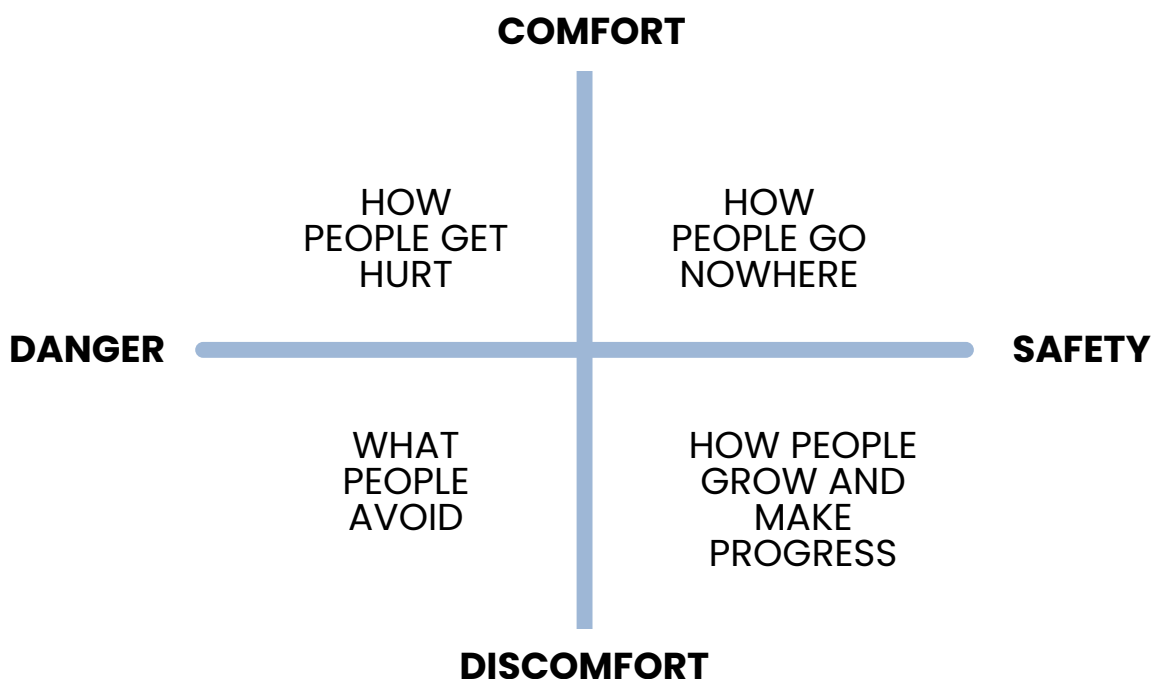 COMFORT
HOW
PEOPLE GET
HURT
HOW
PEOPLE GO
NOWHERE
DANGER
SAFETY
WHAT
PEOPLE
AVOID
HOW PEOPLE
GROW AND
MAKE
PROGRESS
DISCOMFORT